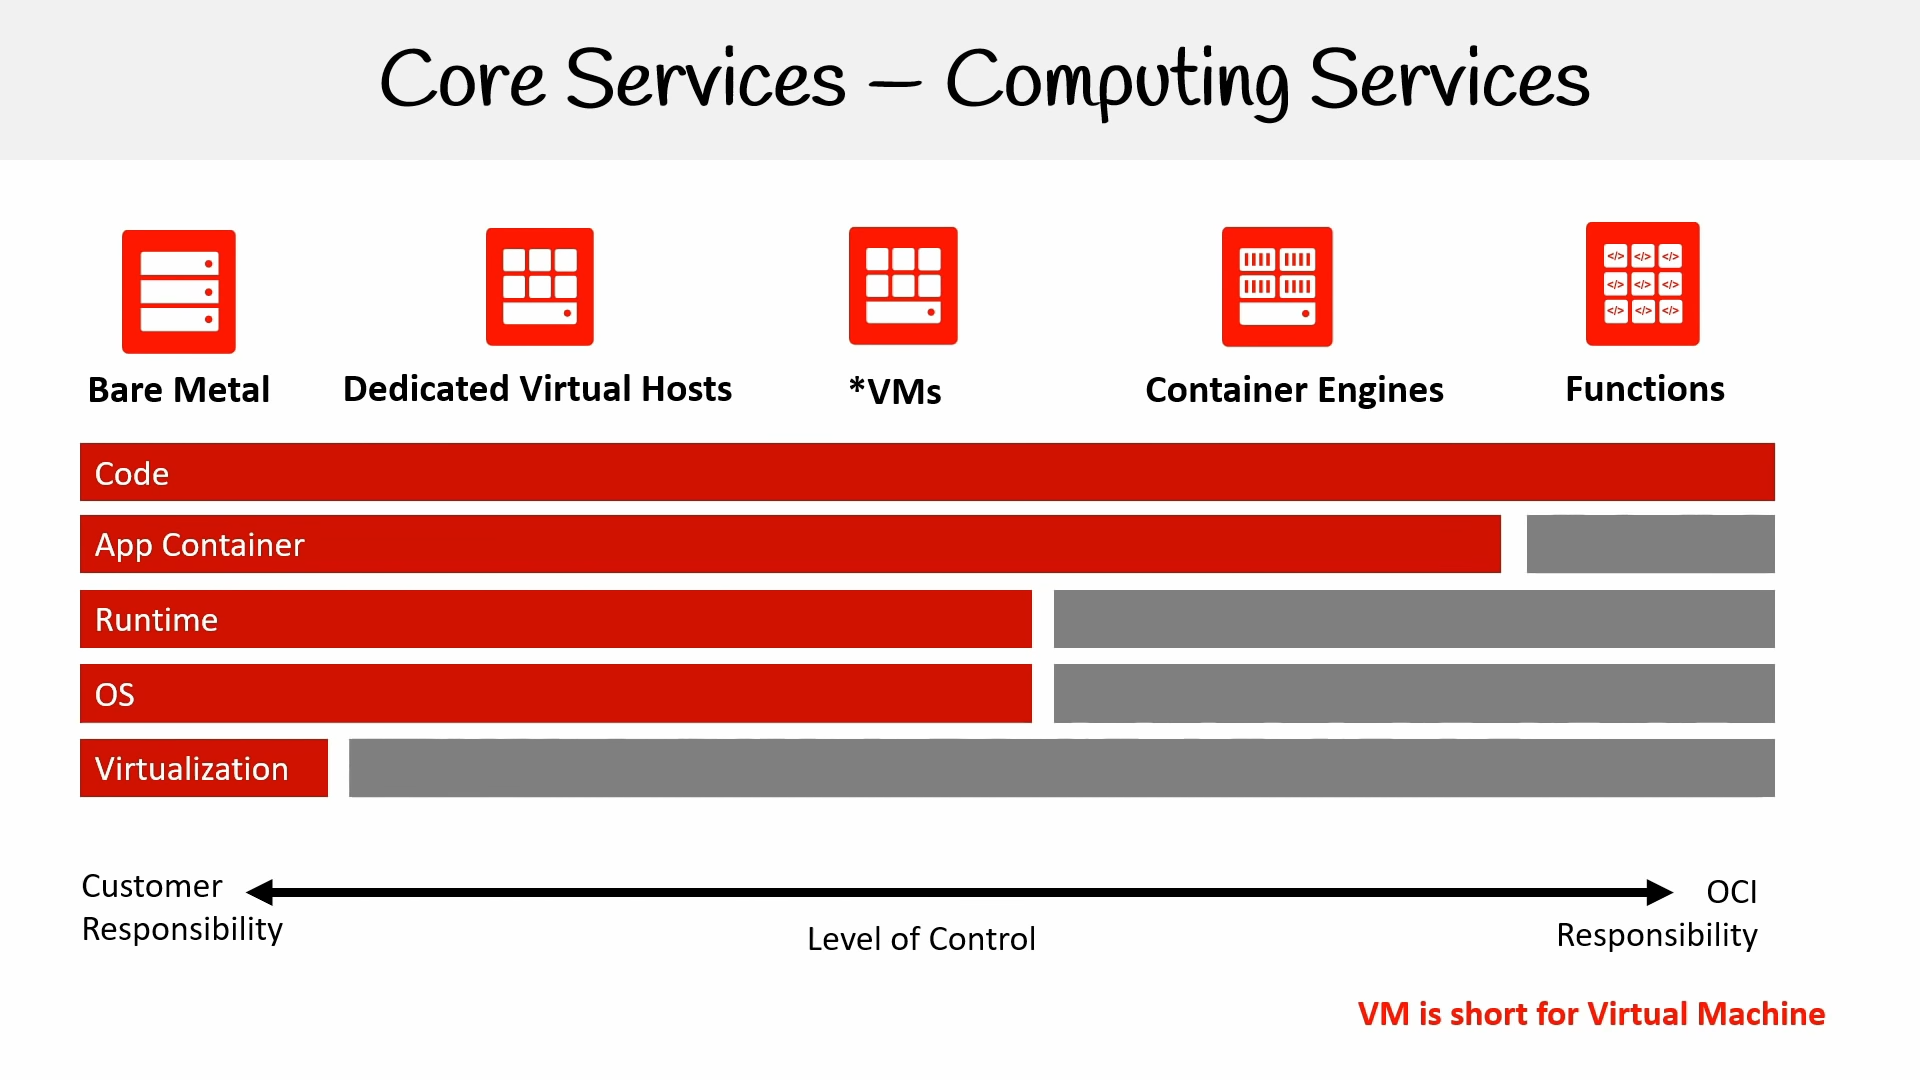 Core Services – Computing Services
Bare Metal
Dedicated Virtual Hosts
*VMs
Container Engines
Functions
Code
App Container
Runtime
OS
Virtualization
Customer
Responsibility
Level of Control
OCI
Responsibility
VM is short for Virtual Machine